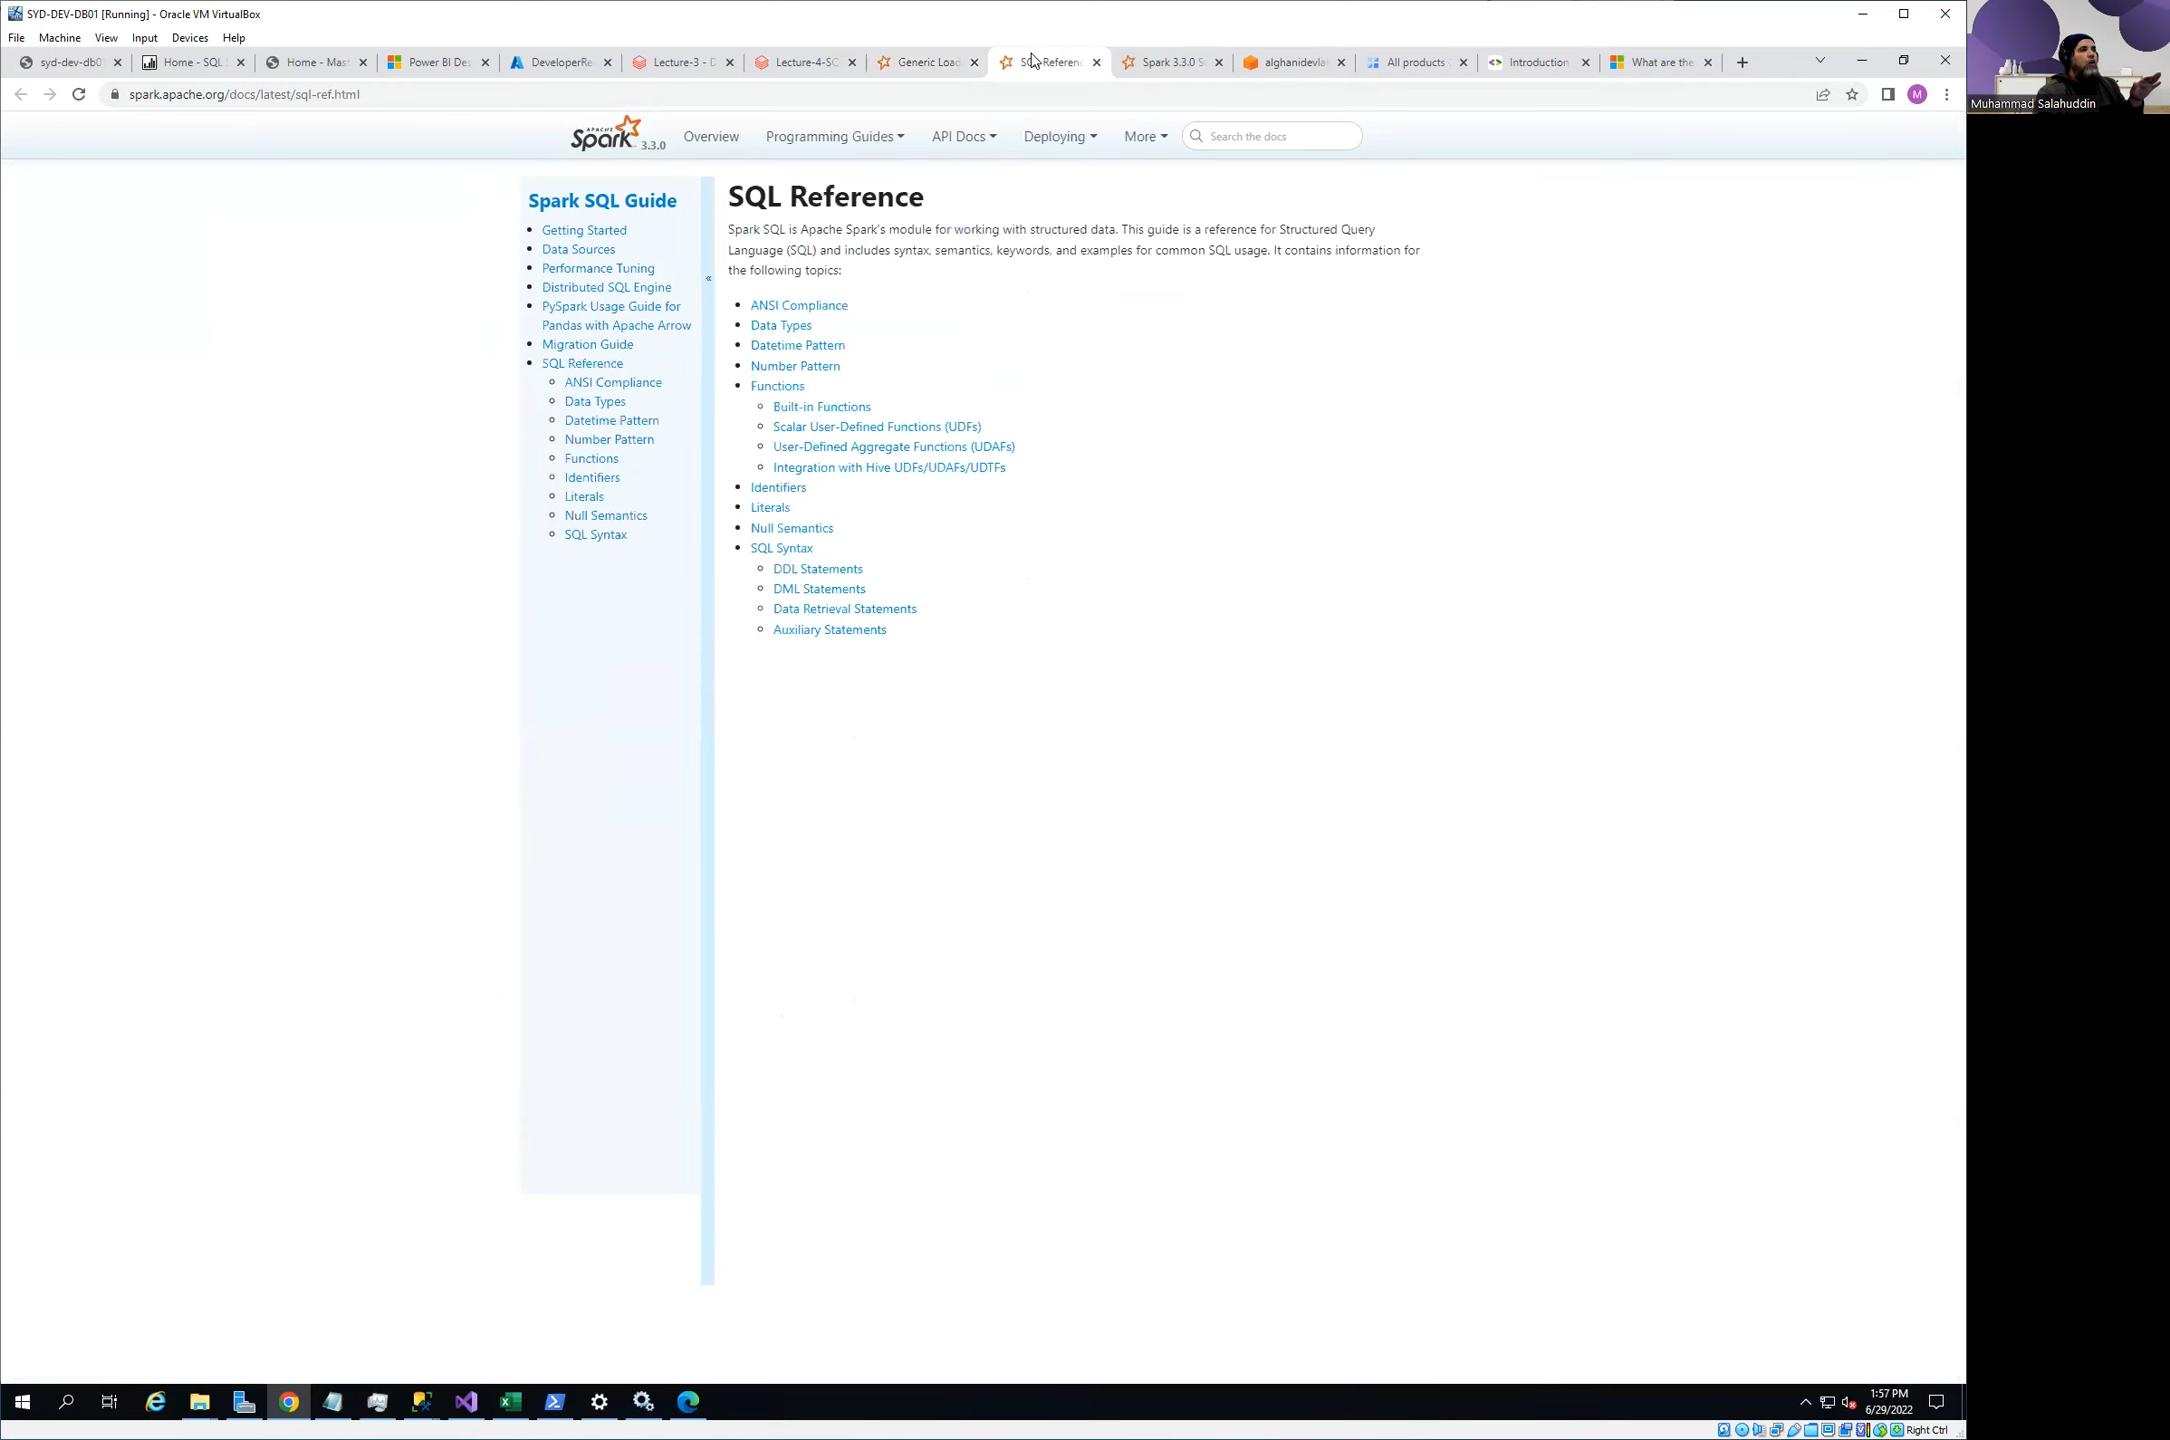 SYD-DEV-DB01 [Running] - Oracle VM VirtualBox
File Machine View Input Devices Help
syd-dev-db01
Home - SQL
Home - Mast
Power BI Des
DeveloperRe
Lecture-3 - D
Lecture-4-SQ
Generic Load
Referenc
Spark 3.3.0 S
alghanidevla
All products
Introduction
What are the
spark.apache.org/docs/latest/sql-ref.html
M
Muhammad Salahuddin
APACHE
Spark 3.3.0
Overview Programming Guides API Docs Deploying More Search the docs
Spark SQL Guide
Getting Started
Data Sources
Performance Tuning
Distributed SQL Engine
PySpark Usage Guide for
Pandas with Apache Arrow
Migration Guide
SQL Reference
ANSI Compliance
Data Types
Datetime Pattern
Number Pattern
Functions
Identifiers
Literals
Null Semantics
SQL Syntax
«
SQL Reference
Spark SQL is Apache Spark's module for working with structured data. This guide is a reference for Structured Query
Language (SQL) and includes syntax, semantics, keywords, and examples for common SQL usage. It contains information for
the following topics:
ANSI Compliance
Data Types
Datetime Pattern
Number Pattern
Functions
Built-in Functions
Scalar User-Defined Functions (UDFs)
User-Defined Aggregate Functions (UDAFs)
Integration with Hive UDFs/UDAFs/UDTFs
Identifiers
Literals
Null Semantics
SQL Syntax
DDL Statements
DML Statements
Data Retrieval Statements
Auxiliary Statements
1:57 PM
6/29/2022
Right Ctrl